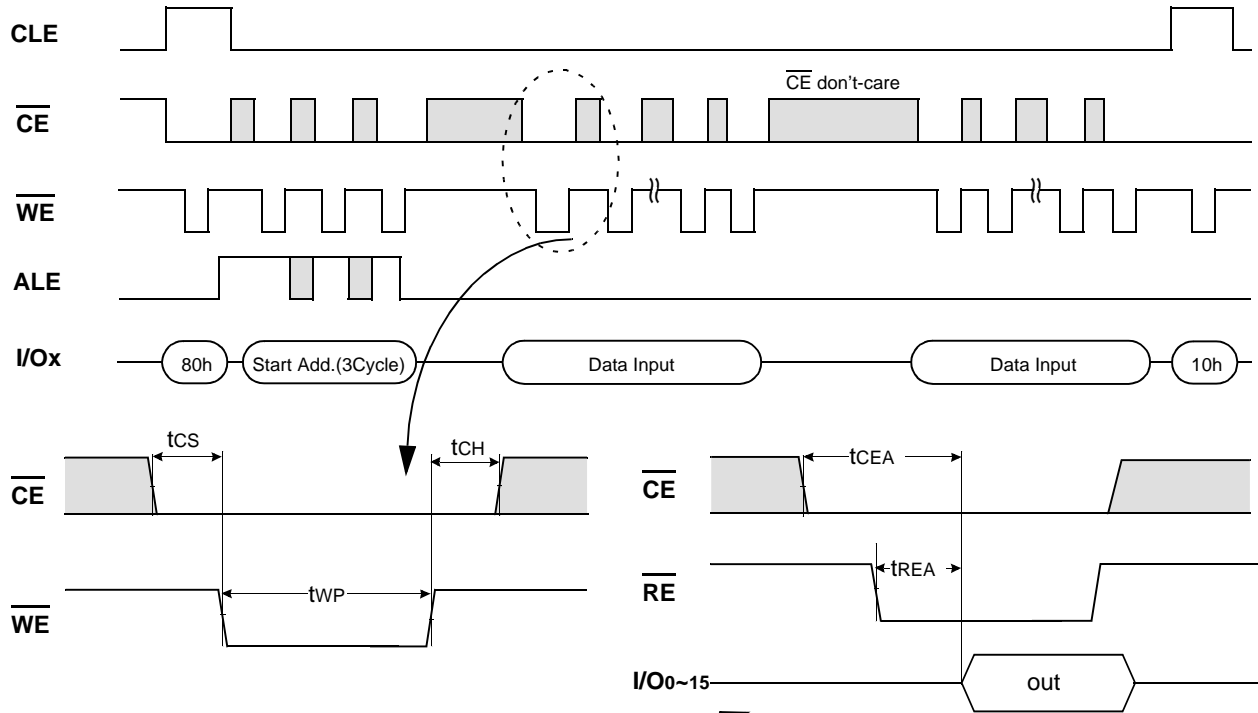 CLE
CE don't-care
CE
WE
ALE
I/Ox
80h
Start Add.(3Cycle)
Data Input
Data Input
10h
tCS
tCH
CE
tWP
WE
tCEA
CE
tREA
RE
I/O0~15
out